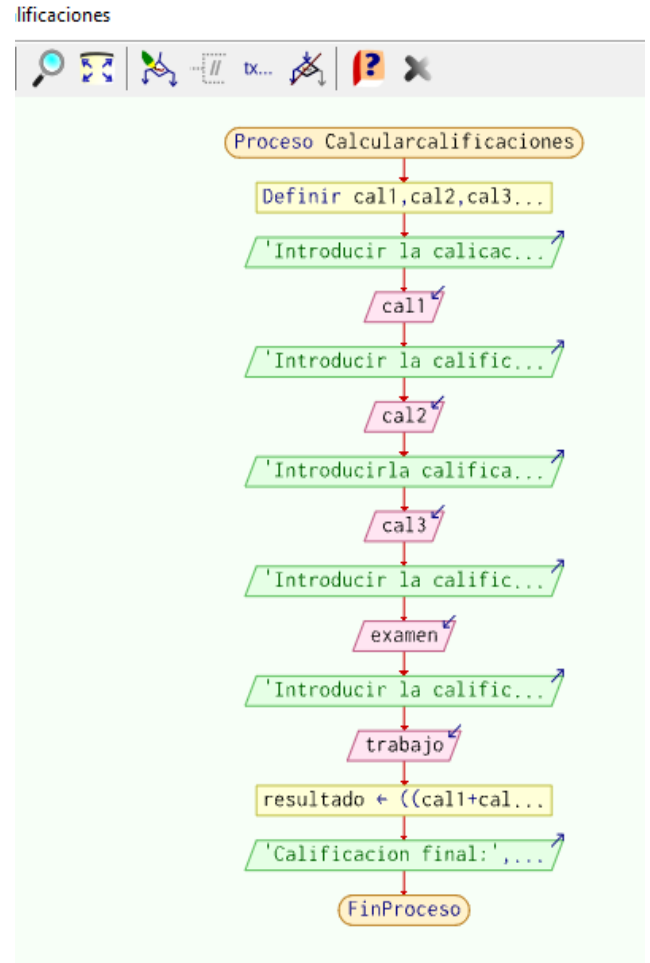 lificaciones
tx...
?
Proceso Calcularcalificaciones
Definir cal1,cal2,cal3...
'Introducir la calicac...
cal1
'Introducir la calific...
cal2
'Introducirla califica...
cal3
'Introducir la calific...
examen
'Introducir la calific...
trabajo
resultado ← ((cal1+cal...
'Calificacion final:',...
FinProceso